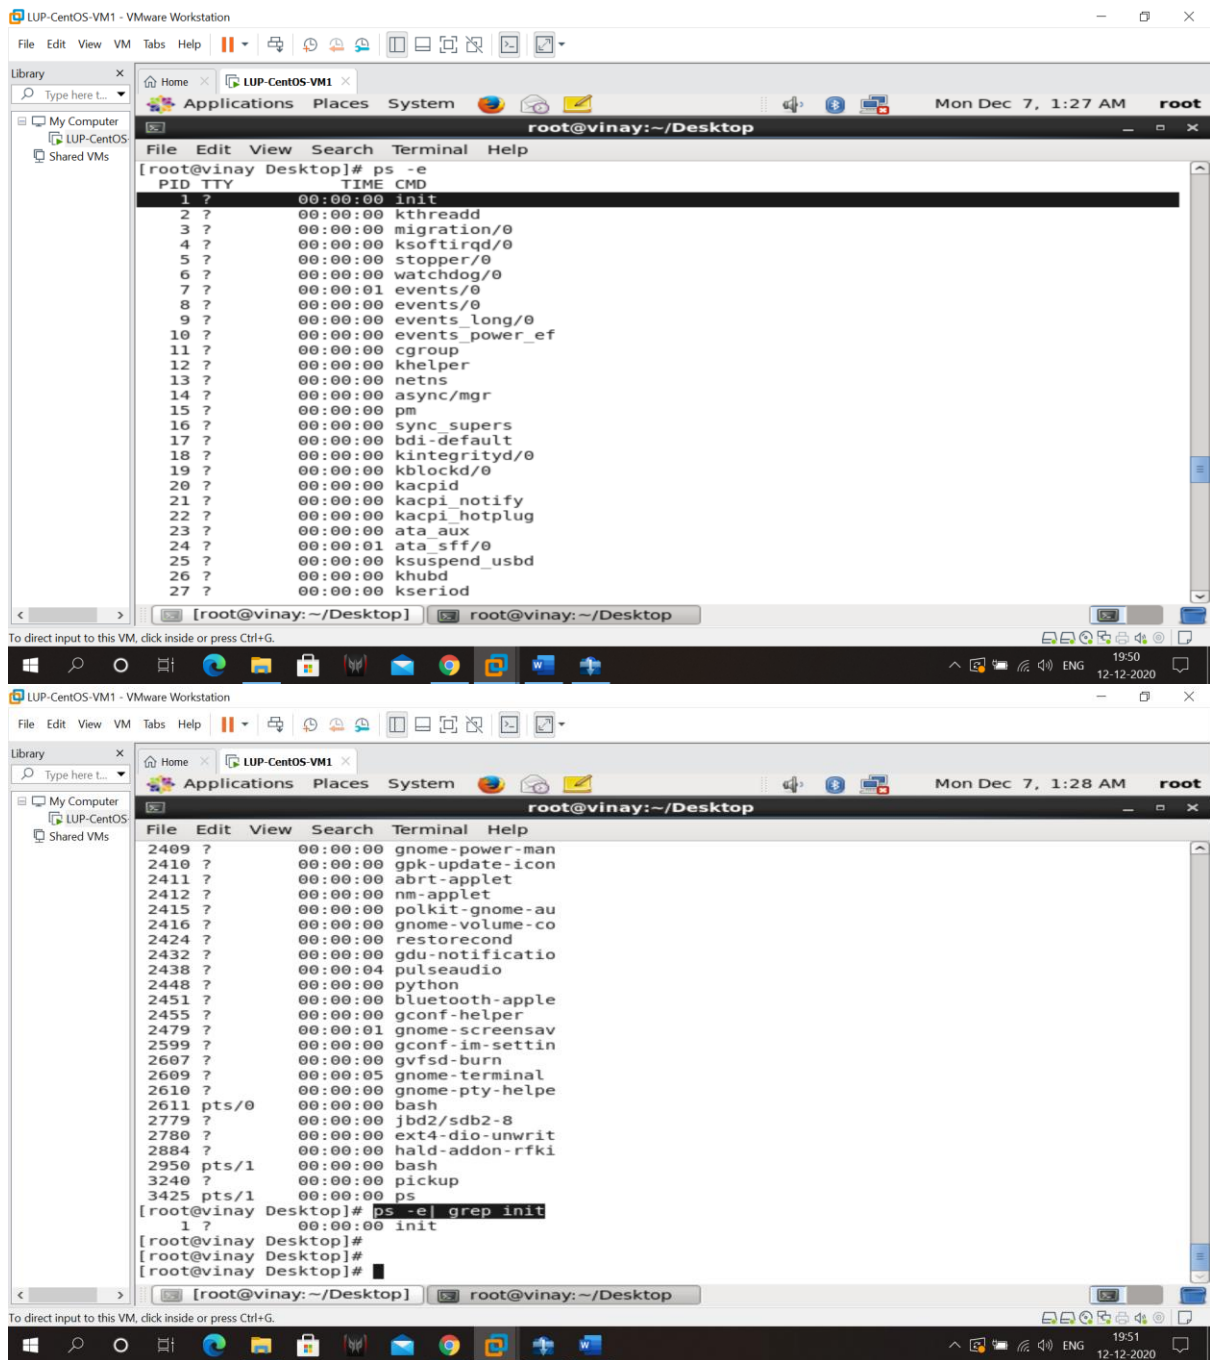 LUP-CentOS-VM1 - VMware Workstation
File Edit View VM Tabs Help
Library
Home LUP-CentOS-VM1
Type here t...
Applications Places System Mon Dec 7, 1:27 AM root
My Computer
root@vinay:~/Desktop
LUP-CentOS-
Shared VMs
File Edit View Search Terminal Help
[root@vinay Desktop]# ps -e
PID TTY TIME CMD
1 ? 00:00:00 init
2 ? 00:00:00 kthreadd
3 ? 00:00:00 migration/0
4 ? 00:00:00 ksoftirqd/0
5 ? 00:00:00 stopper/0
6 ? 00:00:00 watchdog/0
7 ? 00:00:01 events/0
8 ? 00:00:00 events/0
9 ? 00:00:00 events_long/0
10 ? 00:00:00 events_power_ef
11 ? 00:00:00 cgroup
12 ? 00:00:00 khelper
13 ? 00:00:00 netns
14 ? 00:00:00 async/mgr
15 ? 00:00:00 pm
16 ? 00:00:00 sync_supers
17 ? 00:00:00 bdi-default
18 ? 00:00:00 kintegrityd/0
19 ? 00:00:00 kblockd/0
20 ? 00:00:00 kacpid
21 ? 00:00:00 kacpi_notify
22 ? 00:00:00 kacpi_hotplug
23 ? 00:00:00 ata_aux
24 ? 00:00:01 ata_sff/0
25 ? 00:00:00 ksuspend_usbd
26 ? 00:00:00 khubd
27 ? 00:00:00 kseriod
[root@vinay:~/Desktop] root@vinay:~/Desktop
To direct input to this VM, click inside or press Ctrl+G.
ENG 19:50
12-12-2020
LUP-CentOS-VM1 - VMware Workstation
File Edit View VM Tabs Help
Library
Home LUP-CentOS-VM1
Type here t...
Applications Places System Mon Dec 7, 1:28 AM root
My Computer
root@vinay:~/Desktop
LUP-CentOS-
Shared VMs
File Edit View Search Terminal Help
2409 ? 00:00:00 gnome-power-man
2410 ? 00:00:00 gpk-update-icon
2411 ? 00:00:00 abrt-applet
2412 ? 00:00:00 nm-applet
2415 ? 00:00:00 polkit-gnome-au
2416 ? 00:00:00 gnome-volume-co
2424 ? 00:00:00 restorecond
2432 ? 00:00:00 gdu-notificatio
2438 ? 00:00:04 pulseaudio
2448 ? 00:00:00 python
2451 ? 00:00:00 bluetooth-apple
2455 ? 00:00:00 gconf-helper
2479 ? 00:00:01 gnome-screensav
2599 ? 00:00:00 gconf-im-settin
2607 ? 00:00:00 gvfsd-burn
2609 ? 00:00:05 gnome-terminal
2610 ? 00:00:00 gnome-pty-helpe
2611 pts/0 00:00:00 bash
2779 ? 00:00:00 jbd2/sdb2-8
2780 ? 00:00:00 ext4-dio-unwrit
2884 ? 00:00:00 hald-addon-rfki
2950 pts/1 00:00:00 bash
3240 ? 00:00:00 pickup
3425 pts/1 00:00:00 ps
[root@vinay Desktop]# ps -e| grep init
1 ? 00:00:00 init
[root@vinay Desktop]#
[root@vinay Desktop]#
[root@vinay Desktop]#
[root@vinay:~/Desktop] root@vinay:~/Desktop
To direct input to this VM, click inside or press Ctrl+G.
ENG 19:51
12-12-2020